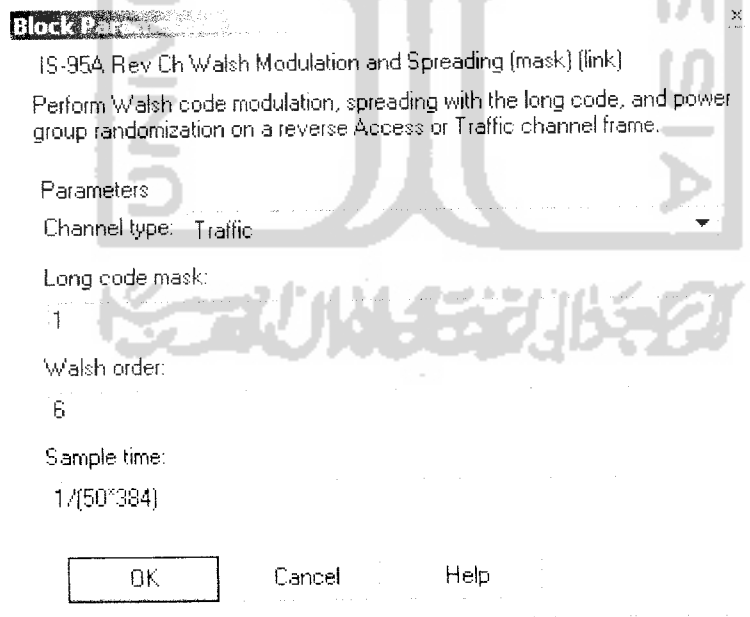 Block
IS-95A Rev Ch Walsh Modulation and Spreading (mask) (link)
Perform Walsh code modulation, spreading with the long code, and power
group randomization on a reverse Access or Traffic channel frame.
Parameters
Channel type: Traffic
Long code mask:
1
Walsh order:
6
Sample time:
1/(50*384)
OK Cancel Help